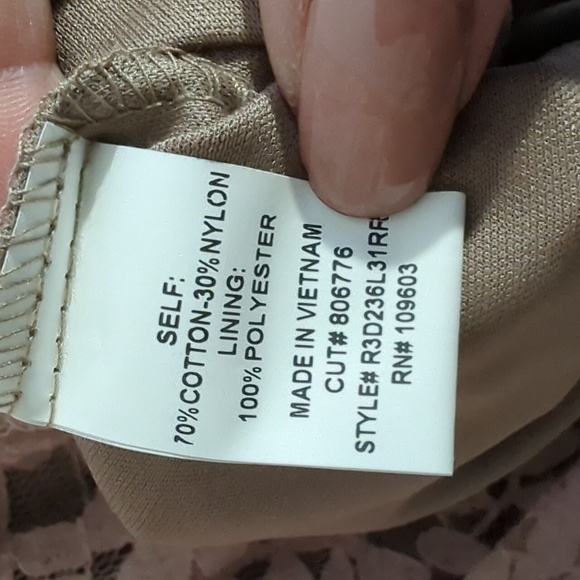 SELF:
70%COTTON-30%NYLON
LINING:
100%POLYESTER
MADE IN VIETNAM
CUT# 806776
STYLE# R3D236L31RR
RN# 109603